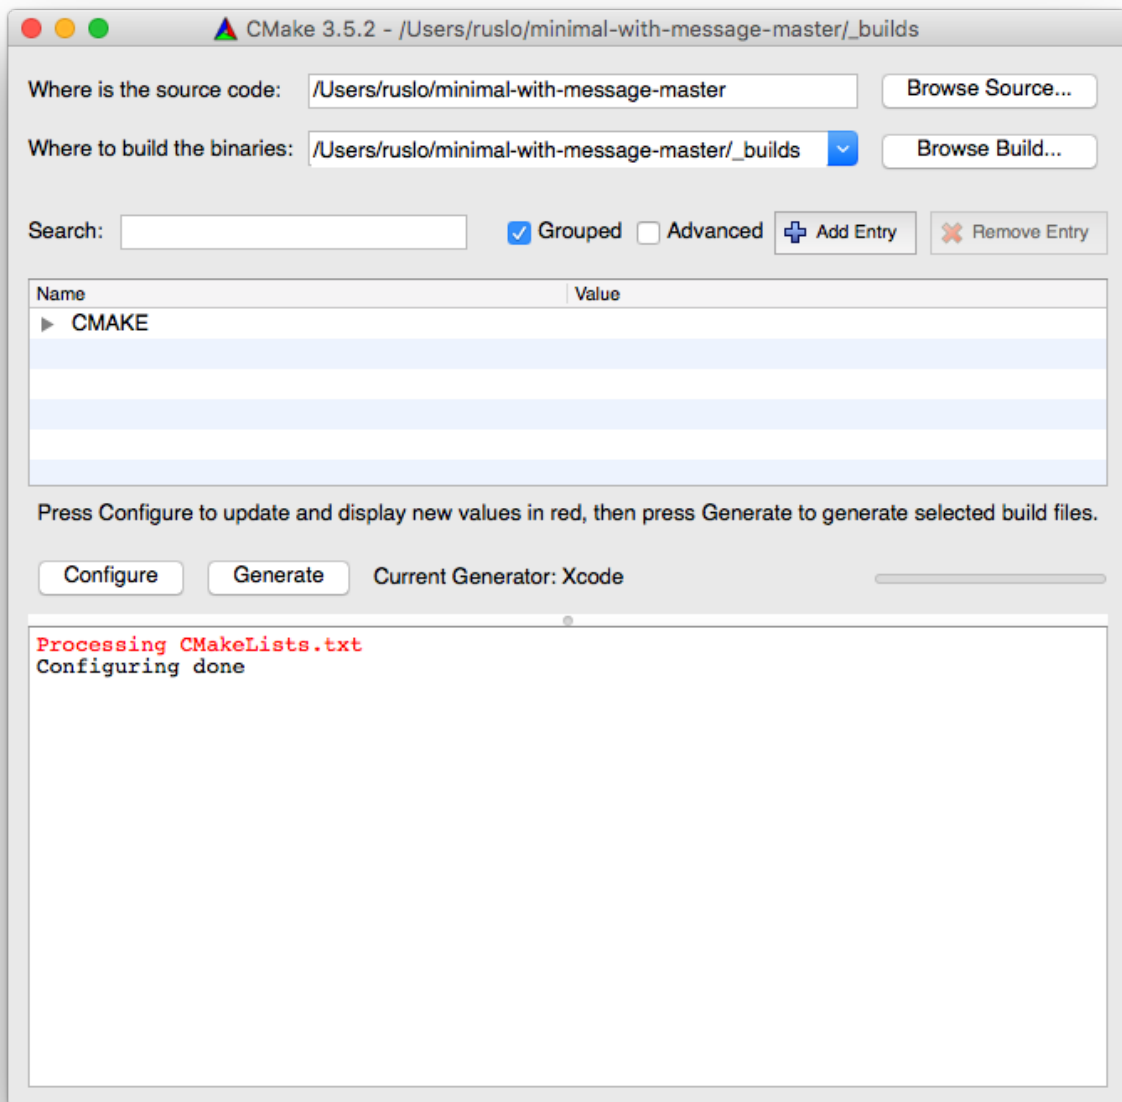 CMake 3.5.2 - /Users/ruslo/minimal-with-message-master/_builds
Where is the source code: /Users/ruslo/minimal-with-message-master Browse Source...
Where to build the binaries: /Users/ruslo/minimal-with-message-master/_builds Browse Build...
Search: Grouped Advanced Add Entry Remove Entry
Name Value
CMAKE
Press Configure to update and display new values in red, then press Generate to generate selected build files.
Configure Generate Current Generator: Xcode
Processing CMakeLists.txt
Configuring done